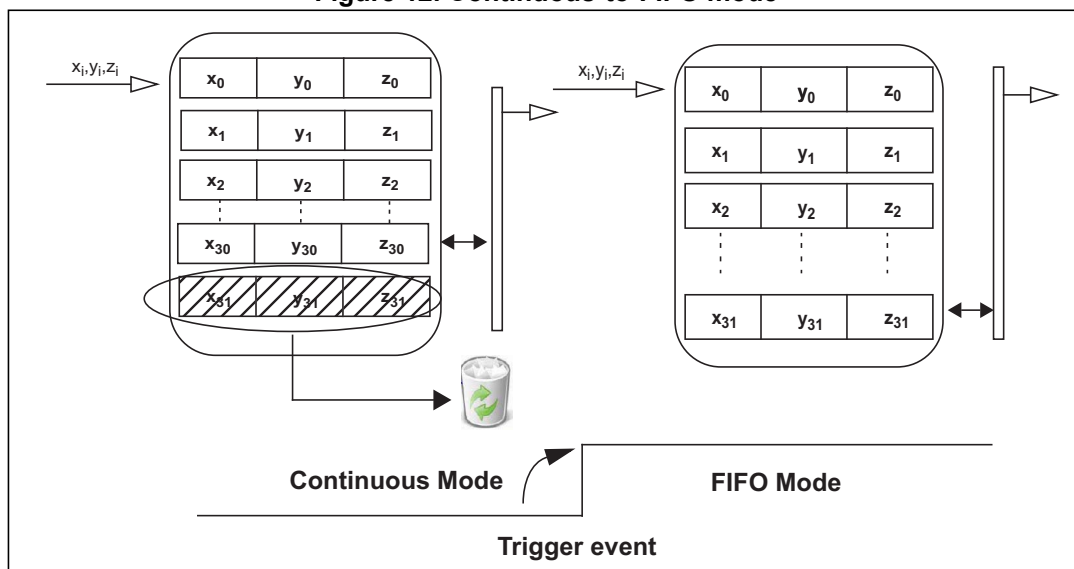 Figure 12. Continuous-to-FIFO Mode
xᵢ,yᵢ,zᵢ
x₀ y₀ z₀
x₁ y₁ z₁
x₂ y₂ z₂
x₃₀ y₃₀ z₃₀
x₃₁ y₃₁ z₃₁
xᵢ,yᵢ,zᵢ
x₀ y₀ z₀
x₁ y₁ z₁
x₂ y₂ z₂
x₃₁ y₃₁ z₃₁
Continuous Mode
FIFO Mode
Trigger event